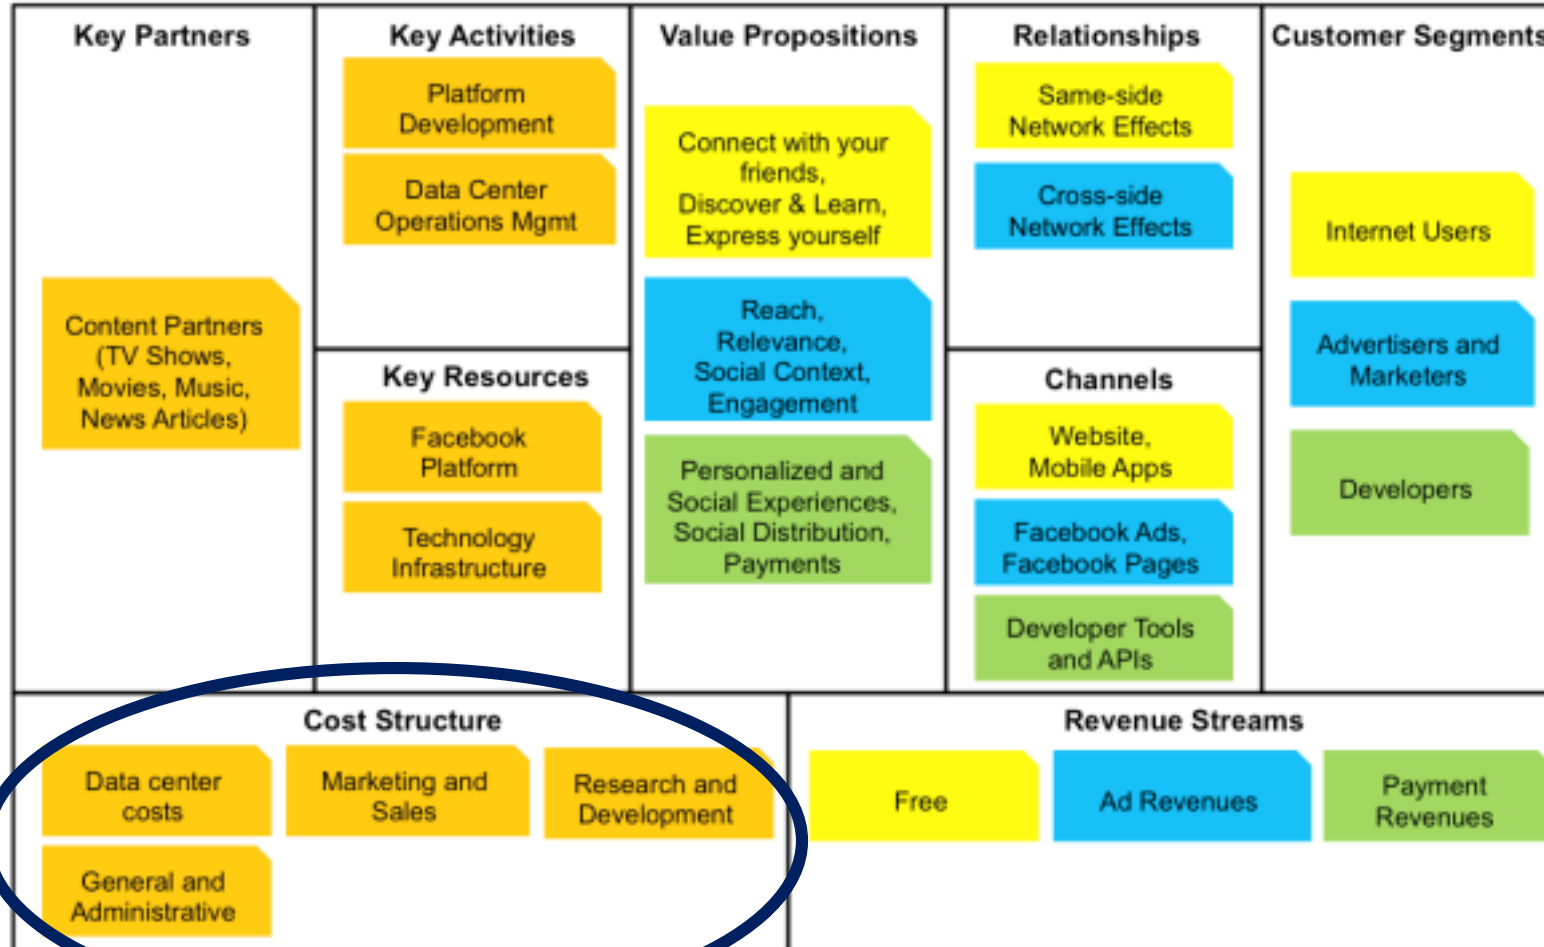 Key Partners
Content Partners
(TV Shows,
Movies, Music,
News Articles)
Key Activities
Platform
Development
Data Center
Operations Mgmt
Key Resources
Facebook
Platform
Technology
Infrastructure
Value Propositions
Connect with your
friends,
Discover & Learn,
Express yourself
Reach,
Relevance,
Social Context,
Engagement
Personalized and
Social Experiences,
Social Distribution,
Payments
Relationships
Same-side
Network Effects
Cross-side
Network Effects
Channels
Website,
Mobile Apps
Facebook Ads,
Facebook Pages
Developer Tools
and APIs
Customer Segments
Internet Users
Advertisers and
Marketers
Developers
Cost Structure
Data center
costs
Marketing and
Sales
Research and
Development
General and
Administrative
Revenue Streams
Free
Ad Revenues
Payment
Revenues